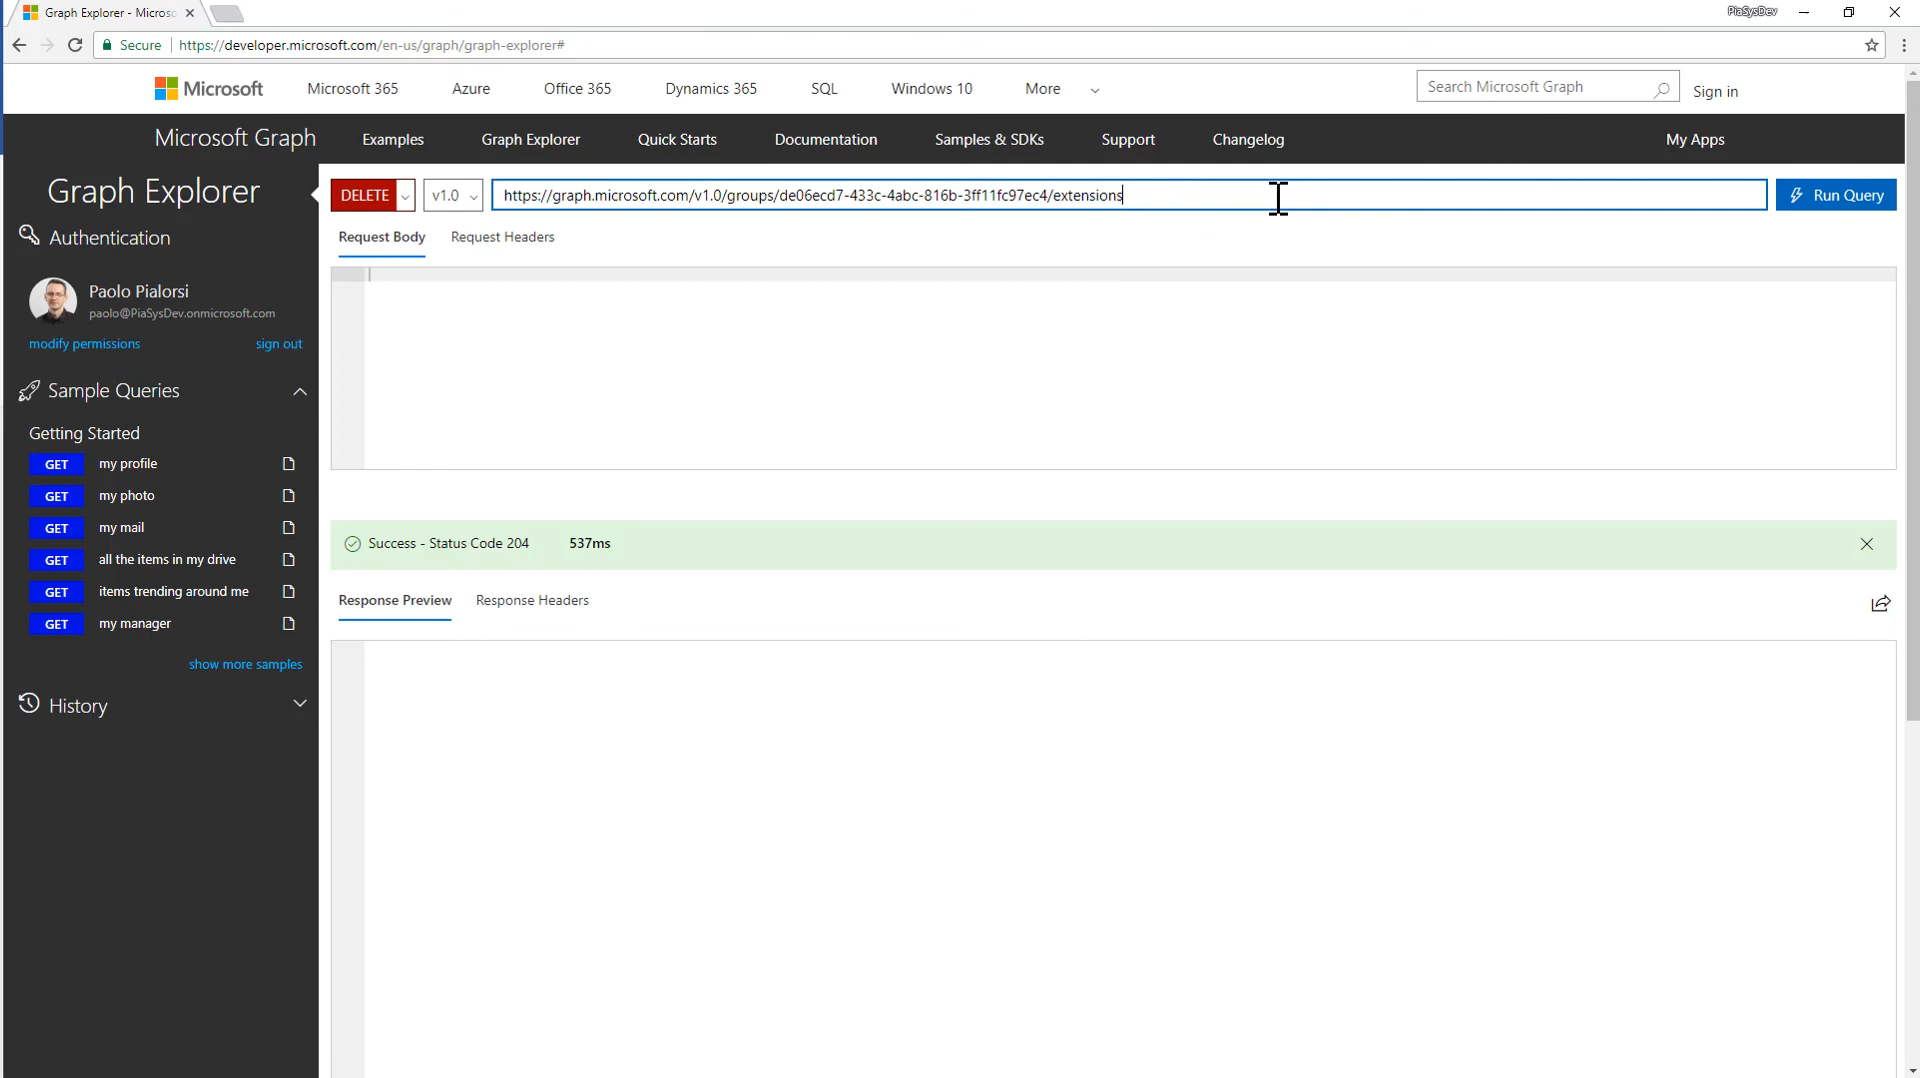 Graph Explorer - Microsc
PiaSysDev
Secure https://developer.microsoft.com/en-us/graph/graph-explorer#
Microsoft Microsoft 365 Azure Office 365 Dynamics 365 SQL Windows 10 More Search Microsoft Graph Sign in
Microsoft Graph Examples Graph Explorer Quick Starts Documentation Samples & SDKs Support Changelog My Apps
Graph Explorer
DELETE v1.0 https://graph.microsoft.com/v1.0/groups/de06ecd7-433c-4abc-816b-3ff11fc97ec4/extensions Run Query
Authentication
Request Body Request Headers
Paolo Pialorsi
paolo@PiaSysDev.onmicrosoft.com
modify permissions sign out
Sample Queries
Getting Started
GET my profile
GET my photo
GET my mail
GET all the items in my drive
GET items trending around me
GET my manager
show more samples
History
Success - Status Code 204 537ms
Response Preview Response Headers